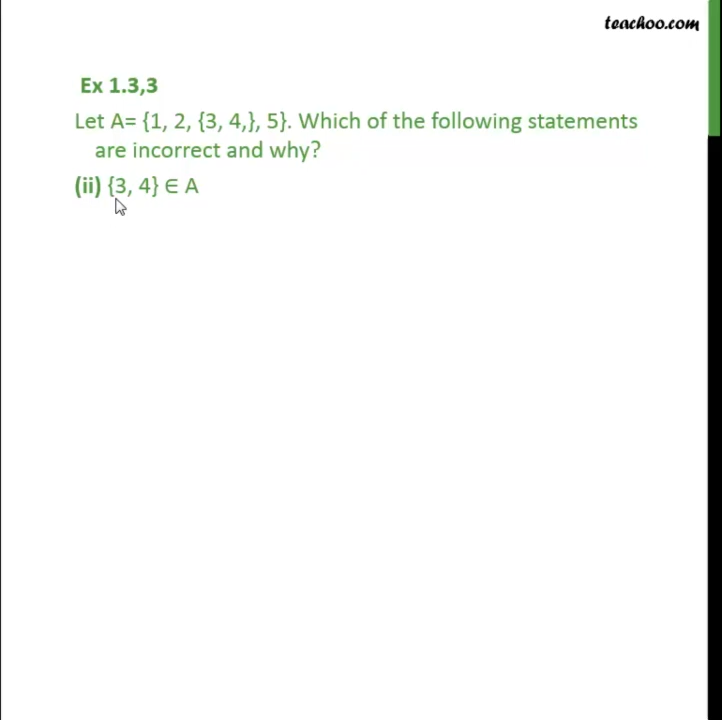 teachoo.com
Ex 1.3,3
Let A= {1, 2, {3, 4,}, 5}. Which of the following statements
are incorrect and why?
(ii) {3, 4} ∈ A